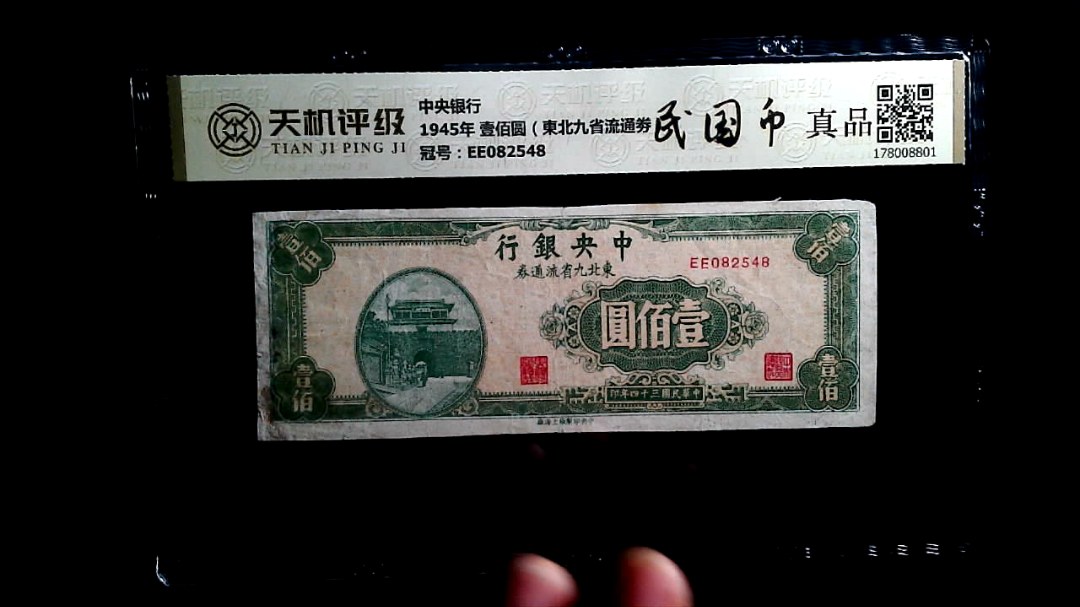 天机评级
TIAN JI PING JI
中央银行
1945年 壹佰圆（東北九省流通券
冠号：EE082548
民国币
真品
178008801
壹佰
壹佰
行銀央中
券通流省九北東
EE082548
圓佰壹
壹佰
壹佰
印年四十三國民華中